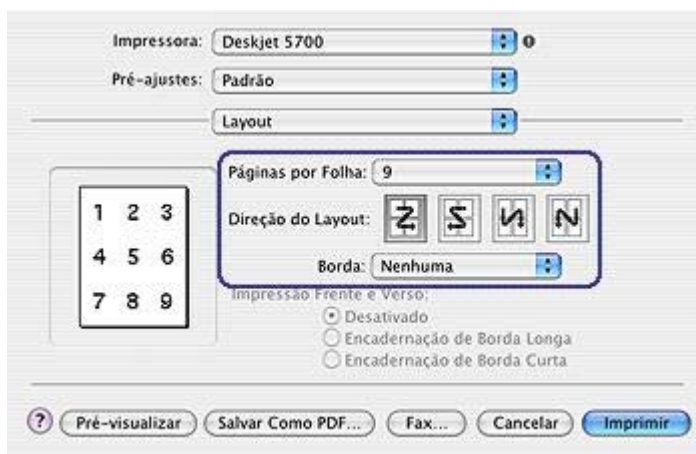 Impressora: Deskjet 5700
Pré-ajustes: Padrão
Layout
Páginas por Folha: 9
1 2 3
Direção do Layout:
4 5 6
Borda: Nenhuma
7 8 9
Impressão Frente e Verso:
Desativado
Encadernação de Borda Longa
Encadernação de Borda Curta
? Pré-visualizar Salvar Como PDF... Fax... Cancelar Imprimir